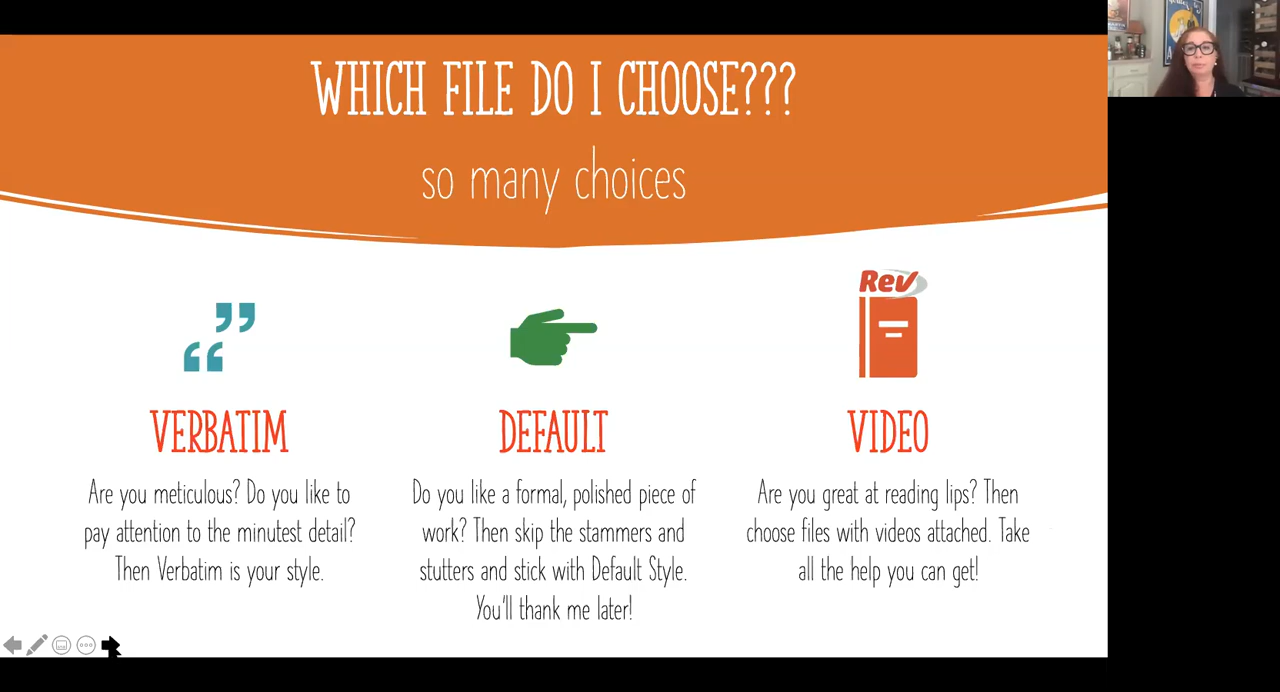 WHICH FILE DO I CHOOSE???
so many choices
Rev
VERBATIM
Are you meticulous? Do you like to
pay attention to the minutest detail?
Then Verbatim is your style.
DEFAULT
Do you like a formal, polished piece of
work? Then skip the stammers and
stutters and stick with Default Style.
You'll thank me later!
VIDEO
Are you great at reading lips? Then
choose files with videos attached. Take
all the help you can get!